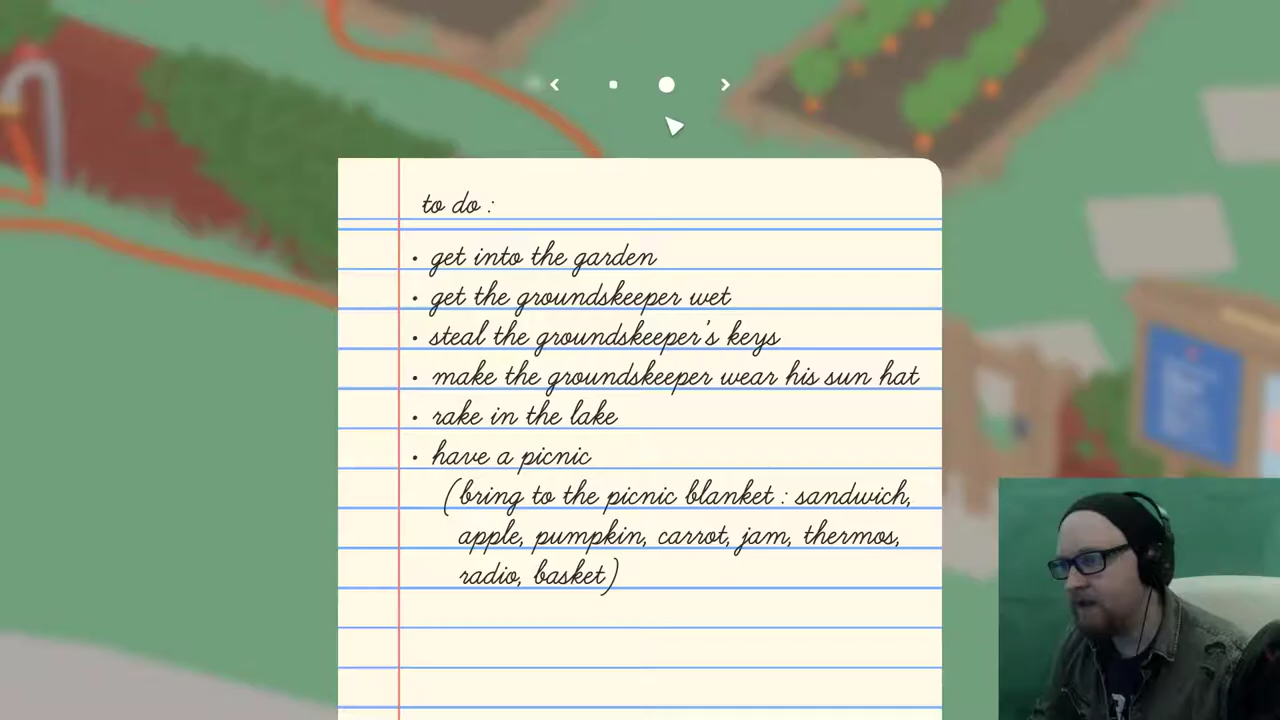 to do :
• get into the garden
• get the groundskeeper wet
• steal the groundskeeper's keys
• make the groundskeeper wear his sun hat
• rake in the lake
• have a picnic
(bring to the picnic blanket : sandwich,
apple, pumpkin, carrot, jam, thermos,
radio, basket)